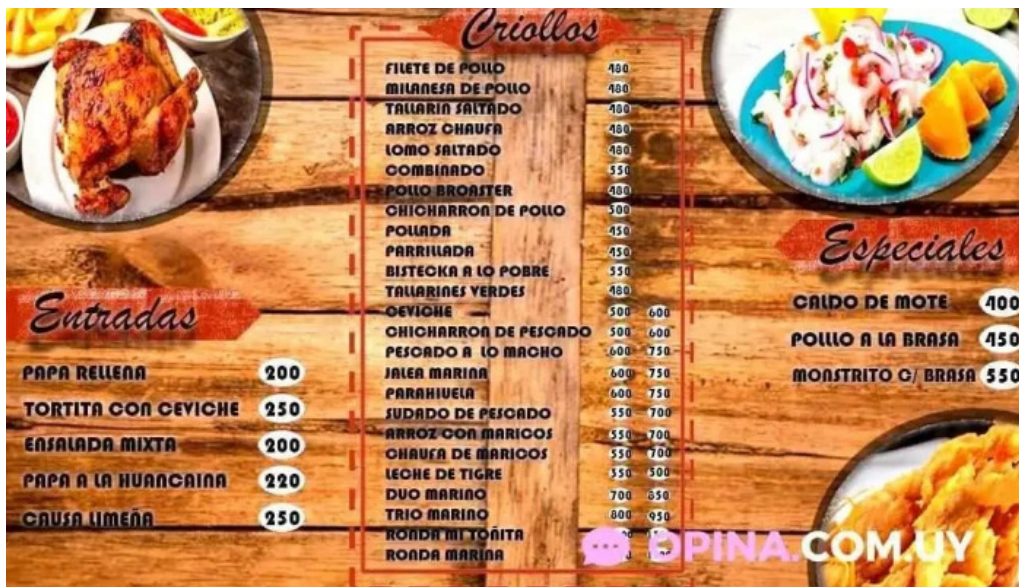 Criollos
FILETE DE POLLO 480
MILANESA DE POLLO 480
TALLARIN SALTADO 480
ARROZ CHAUFA 480
LOMO SALTADO 480
COMBINADO 550
POLLO BROASTER 480
CHICHARRON DE POLLO 500
POLLADA 450
PARRILLADA 450
BISTECKA A LO POBRE 550
TALLARINES VERDES 480
CEVICHE 500 600
CHICHARRON DE PESCADO 500 600
PESCADO A LO MACHO 600 750
JALEA MARINA 600 750
PARAHUELA 600 750
SUDADO DE PESCADO 550 700
ARROZ CON MARICOS 550 700
CHAUFA DE MARICOS 550 700
LECHE DE TIGRE 550 500
DUO MARINO 700 850
TRIO MARINO 800 950
RONDA MI TOÑITA
RONDA MARINA
Entradas
PAPA RELLENA 200
TORTITA CON CEVICHE 250
ENSALADA MIXTA 200
PAPA A LA HUANCAINA 220
CAUSA LIMEÑA 250
Especiales
CALDO DE MOTE 400
POLLLO A LA BRASA 450
MONSTRITO C/ BRASA 550
OPINA.COM.UY